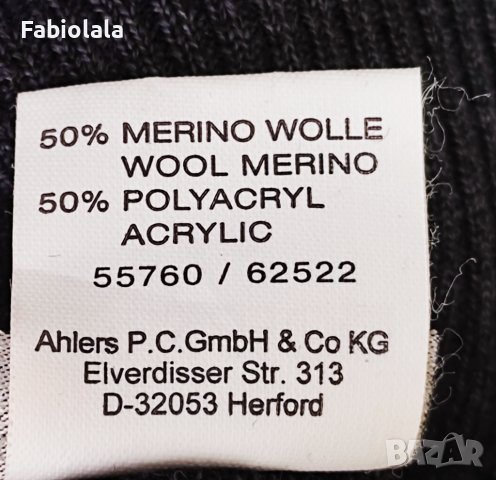 Fabiolala
50% MERINO WOLLE
WOOL MERINO
50% POLYACRYL
ACRYLIC
55760 / 62522
Ahlers P.C.GmbH & Co KG
Elverdisser Str. 313
D-32053 Herford
BAZAR